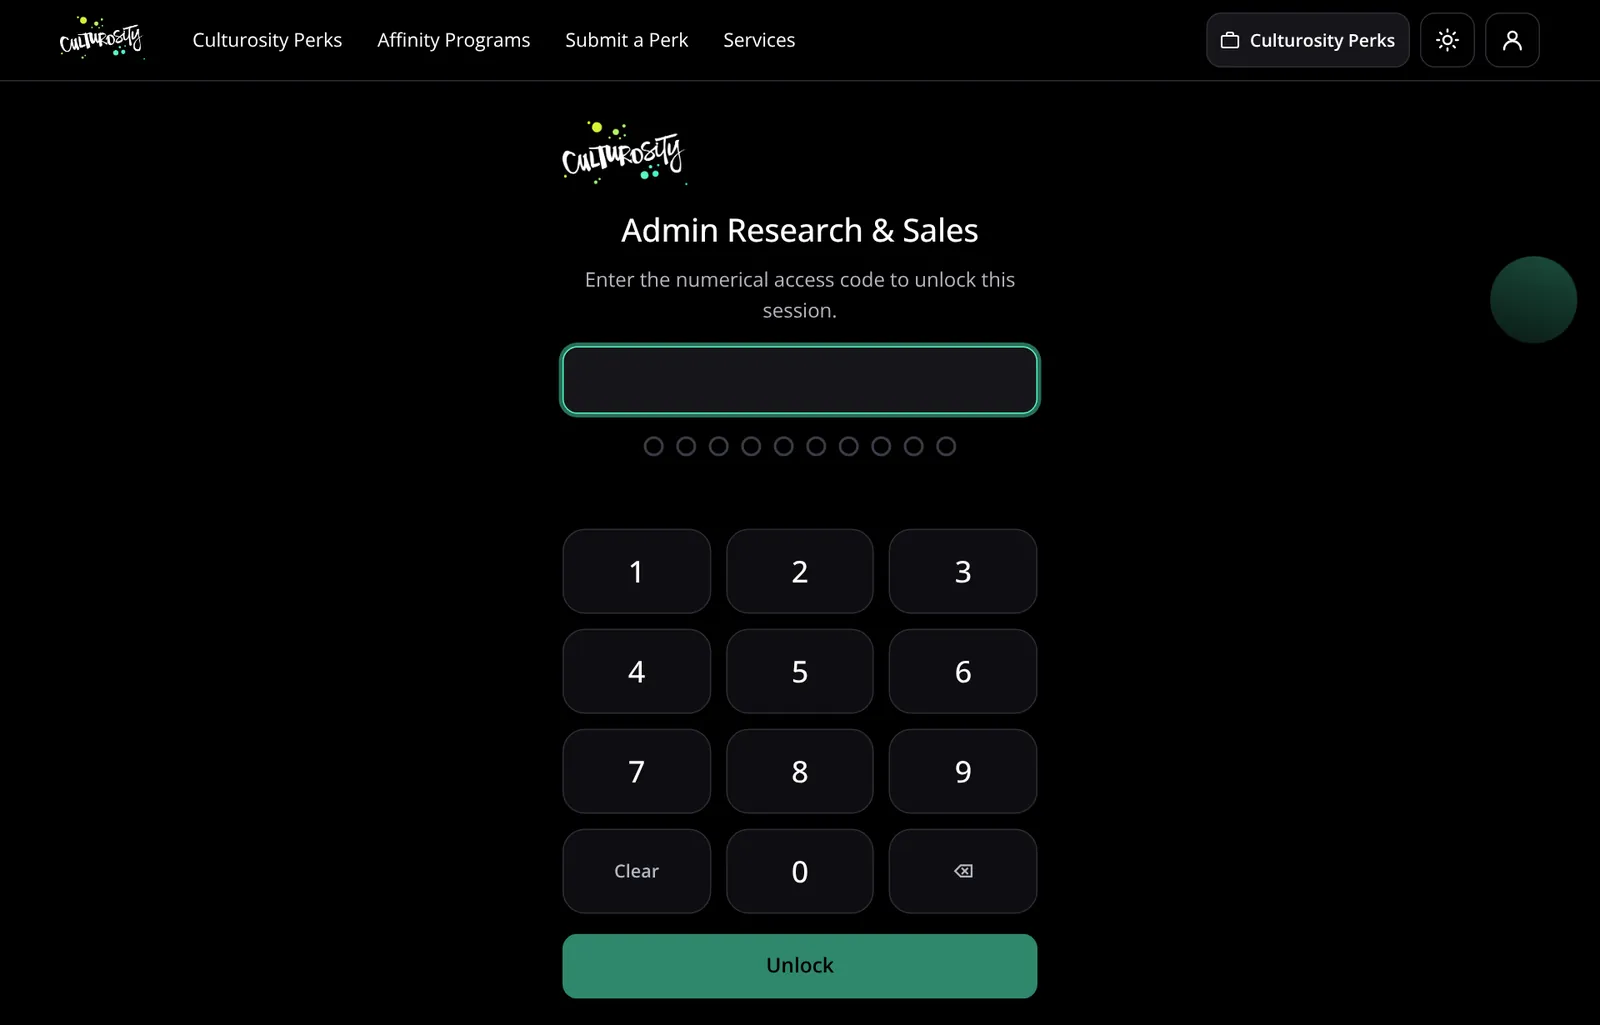 CULTUROSITY
Culturosity Perks
Affinity Programs
Submit a Perk
Services
Culturosity Perks
CULTUROSITY
Admin Research & Sales
Enter the numerical access code to unlock this
session.
1
2
3
4
5
6
7
8
9
Clear
0
Unlock